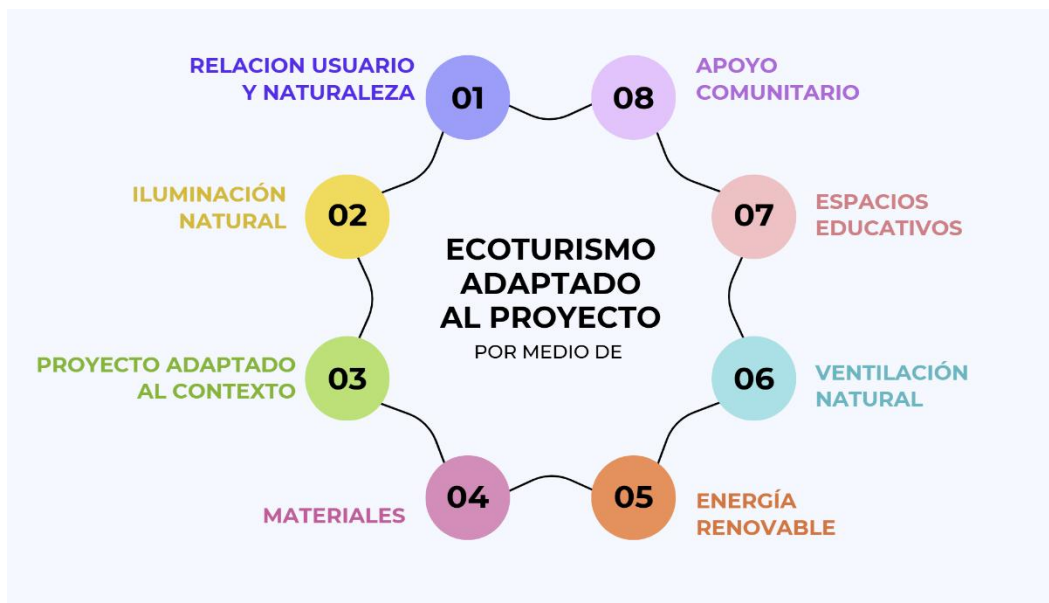 RELACION USUARIO
Y NATURALEZA
01
08
APOYO
COMUNITARIO
ILUMINACIÓN
NATURAL
02
07
ESPACIOS
EDUCATIVOS
ECOTURISMO
ADAPTADO
AL PROYECTO
POR MEDIO DE
PROYECTO ADAPTADO
AL CONTEXTO
03
06
VENTILACIÓN
NATURAL
MATERIALES
04
05
ENERGÍA
RENOVABLE